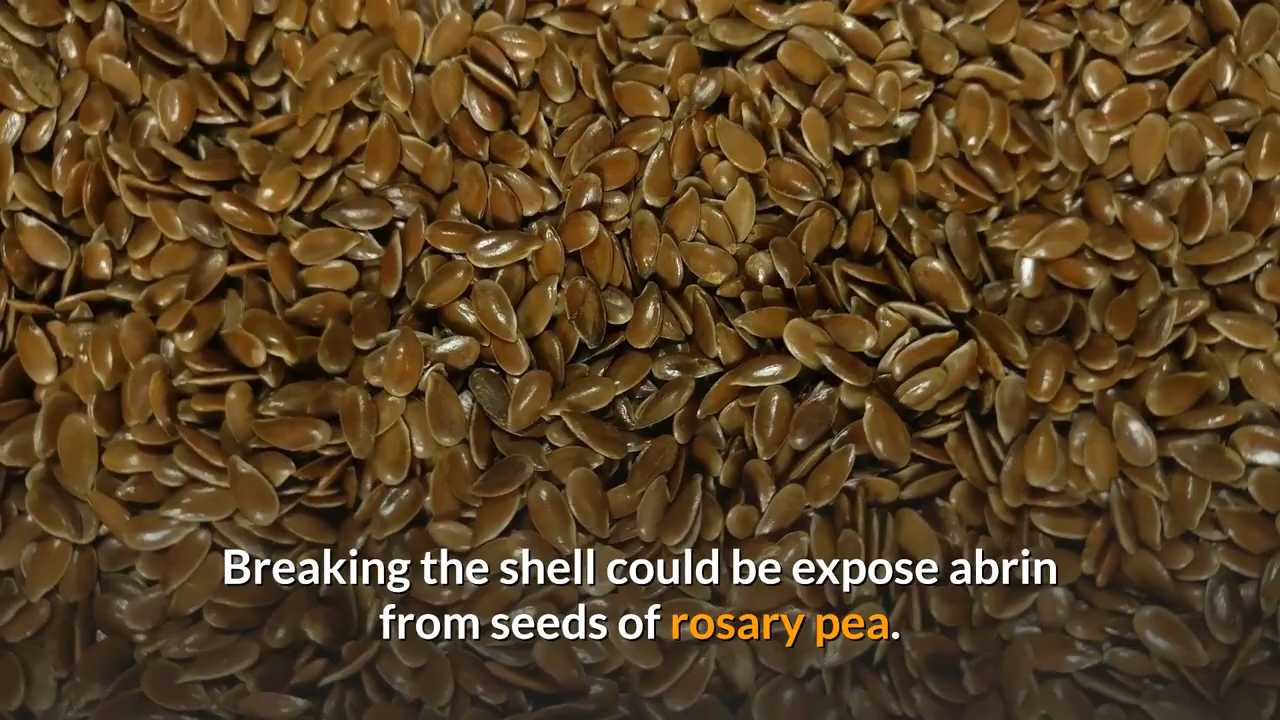 Breaking the shell could be expose abrin
from seeds of rosary pea.